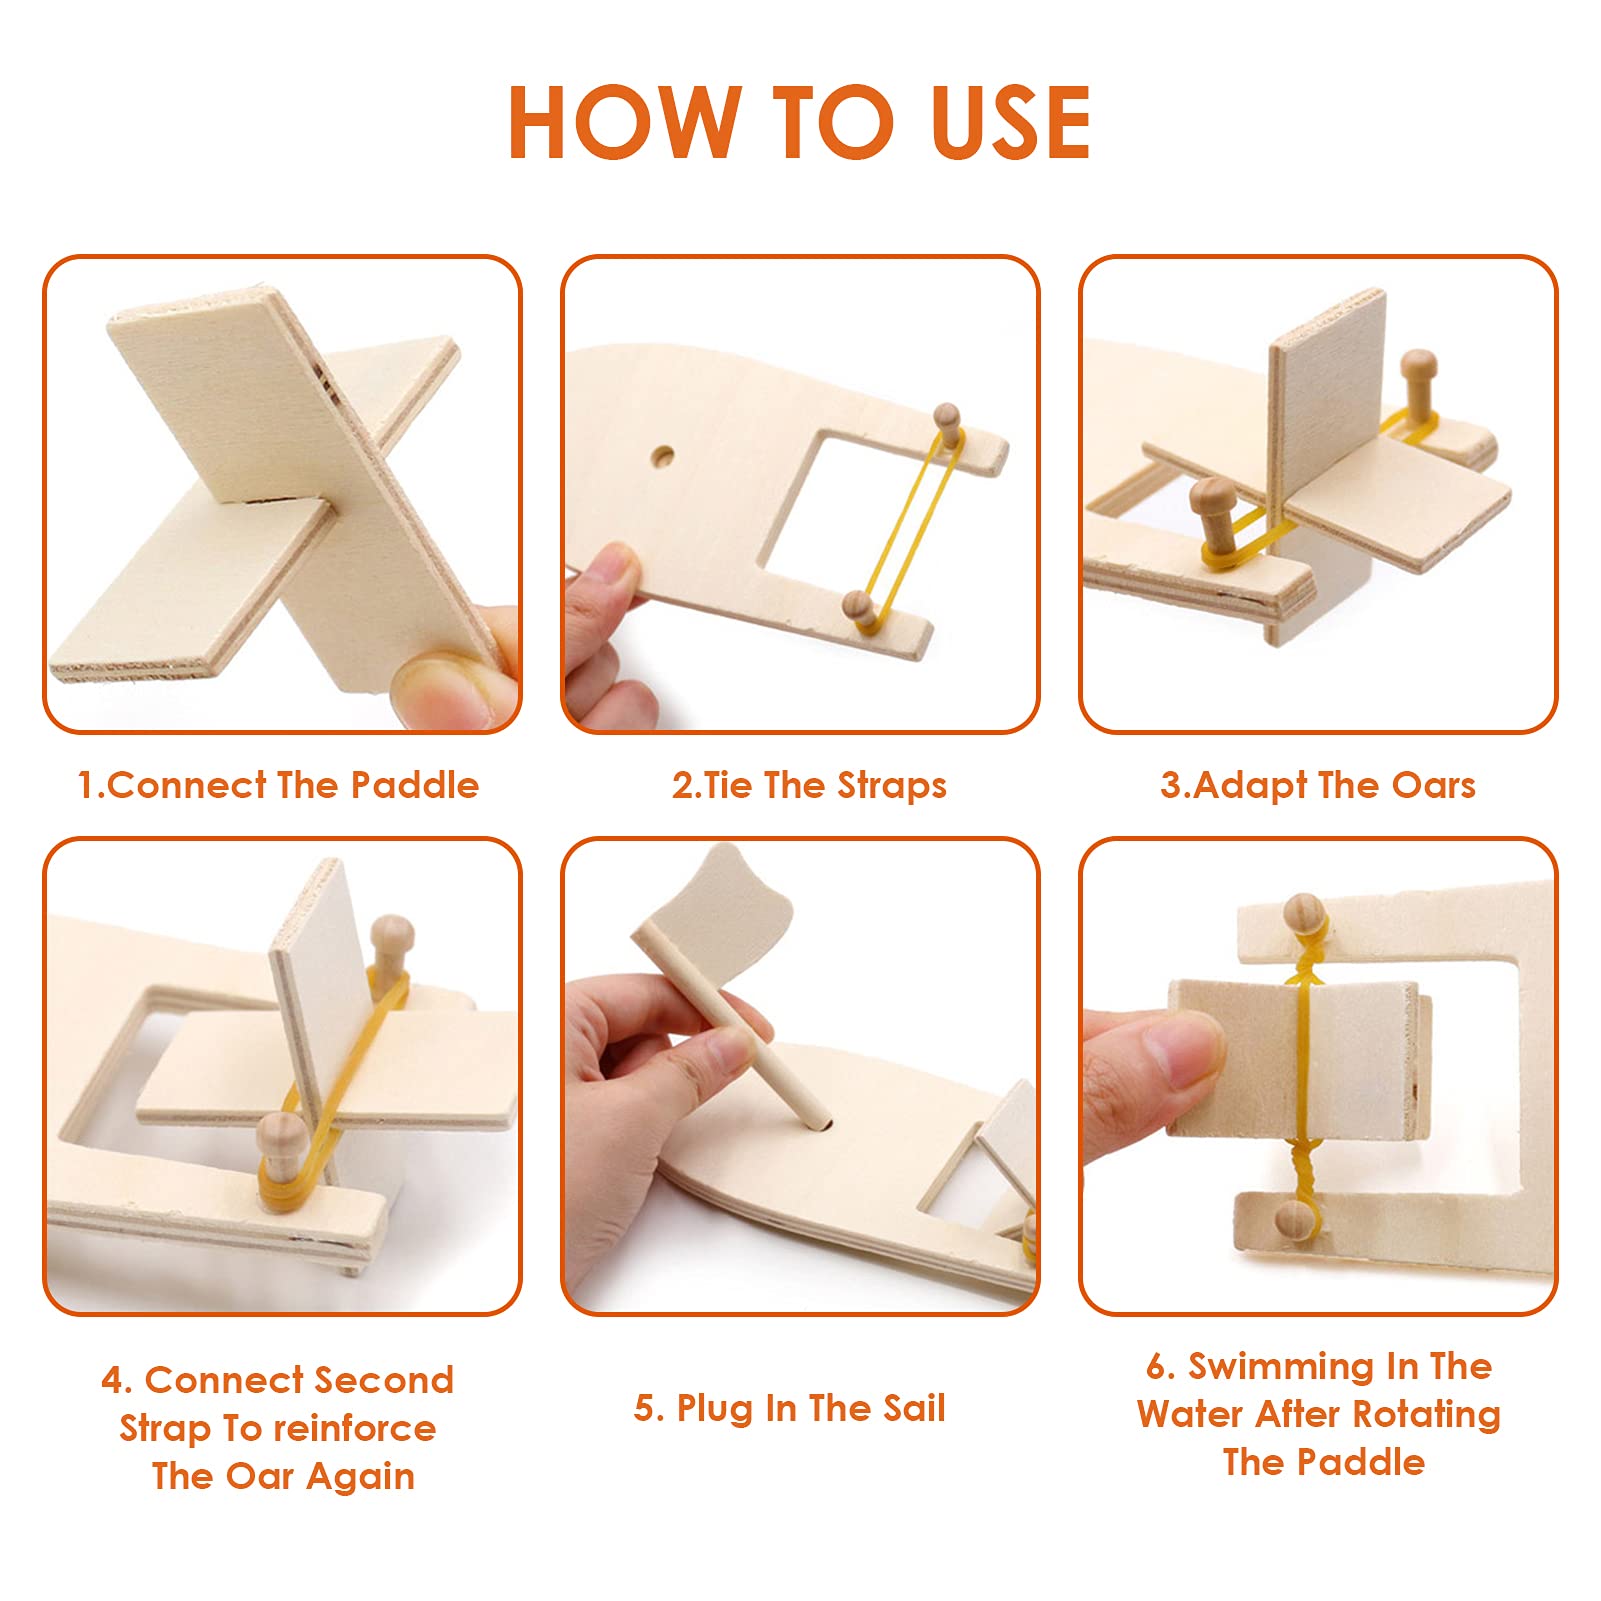 HOW TO USE
1.Connect The Paddle
2.Tie The Straps
3.Adapt The Oars
4. Connect Second
Strap To reinforce
The Oar Again
5. Plug In The Sail
6. Swimming In The
Water After Rotating
The Paddle